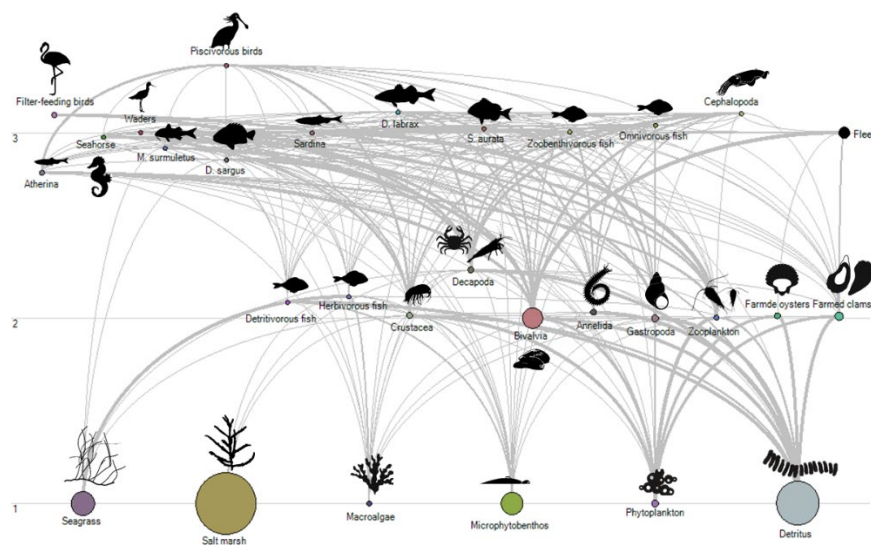 Piscivorous birds
Filter-feeding birds
Waders
D. labrax
Cephalopoda
3
Seahorse
M. surmuletus
Sardina
S. aurata
Zoobenthivorous fish
Omnivorous fish
Fleet
Atherina
D. sargus
Decapoda
Detritivorous fish
Herbivorous fish
Crustacea
Bivalvia
Annelida
Gastropoda
Zooplankton
Farmde oysters
Farmed clams
2
1
Seagrass
Salt marsh
Macroalgae
Microphytobenthos
Phytoplankton
Detritus